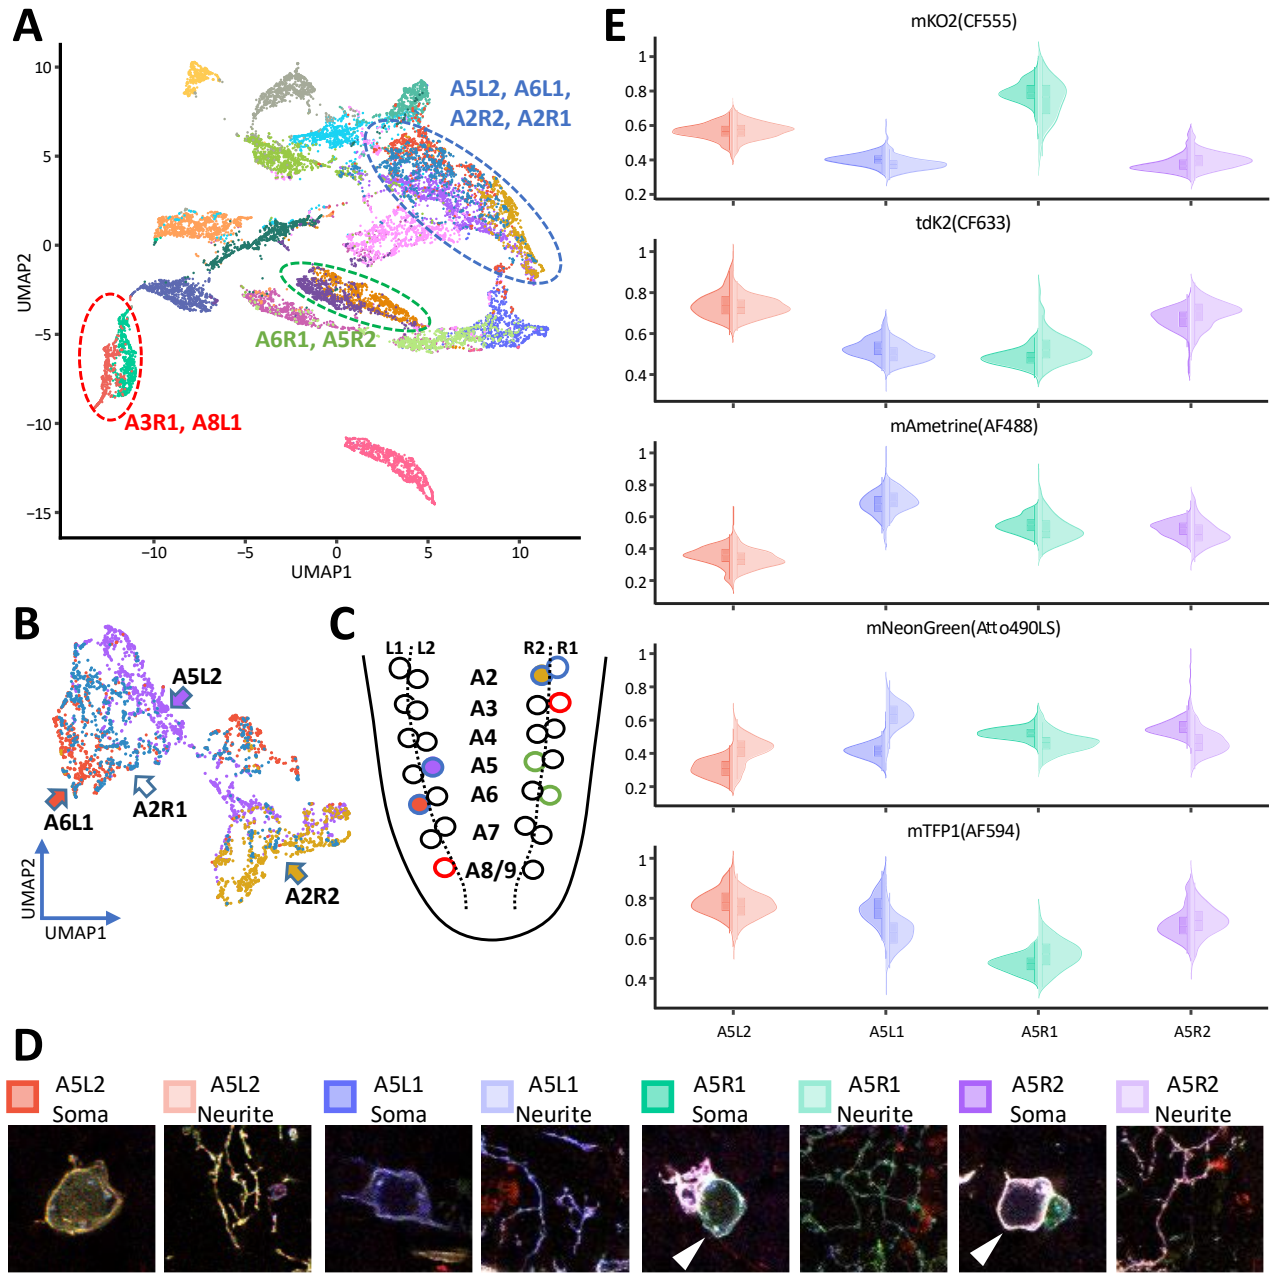 A
10
5
0
−5
−10
−15
−10
−5
0
5
10
UMAP2
UMAP1
A5L2, A6L1,
A2R2, A2R1
A6R1, A5R2
A3R1, A8L1
B
A5L2
A2R1
A6L1
A2R2
UMAP2
UMAP1
C
L1 L2
R2 R1
A2
A3
A4
A5
A6
A7
A8/9
E
mKO2(CF555)
1
0.8
0.6
0.4
0.2
tdK2(CF633)
1
0.8
0.6
0.4
mAmetrine(AF488)
1
0.8
0.6
0.4
0.2
mNeonGreen(Atto490LS)
1
0.8
0.6
0.4
0.2
mTFP1(AF594)
1
0.8
0.6
0.4
A5L2
A5L1
A5R1
A5R2
D
A5L2
Soma
A5L2
Neurite
A5L1
Soma
A5L1
Neurite
A5R1
Soma
A5R1
Neurite
A5R2
Soma
A5R2
Neurite